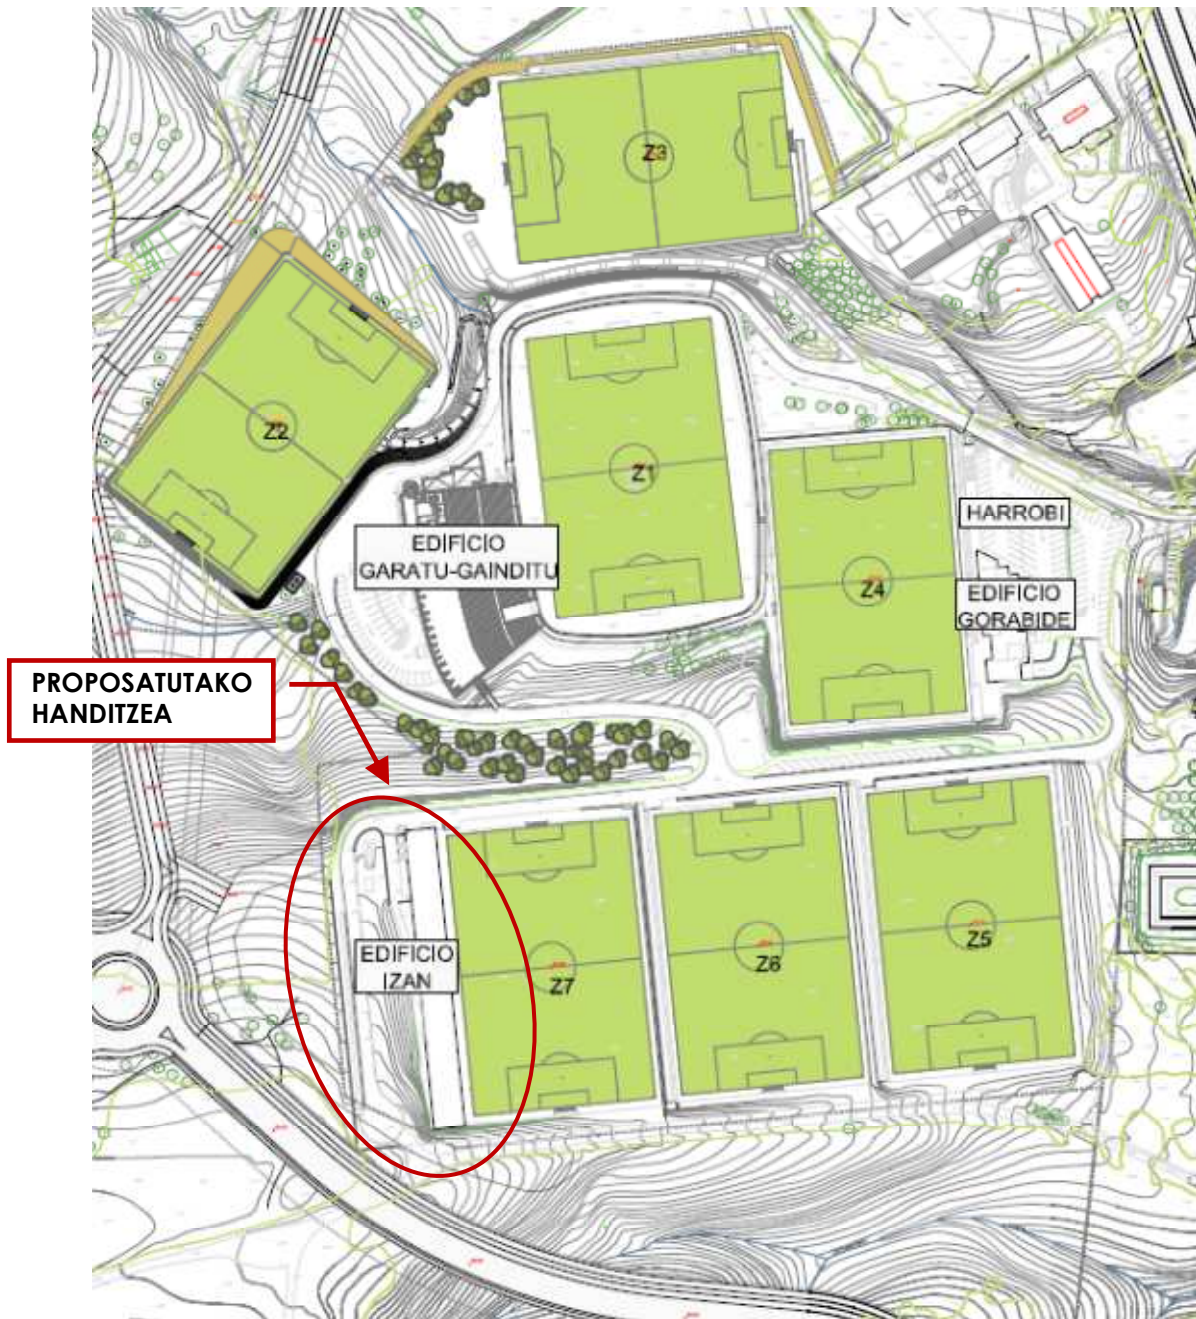 Z3
Z2
Z1
HARROBI
EDIFICIO
GARATU-GAINDITU
Z4
EDIFICIO
GORABIDE
PROPOSATUTAKO
HANDITZEA
EDIFICIO
IZAN
Z7
Z6
Z5